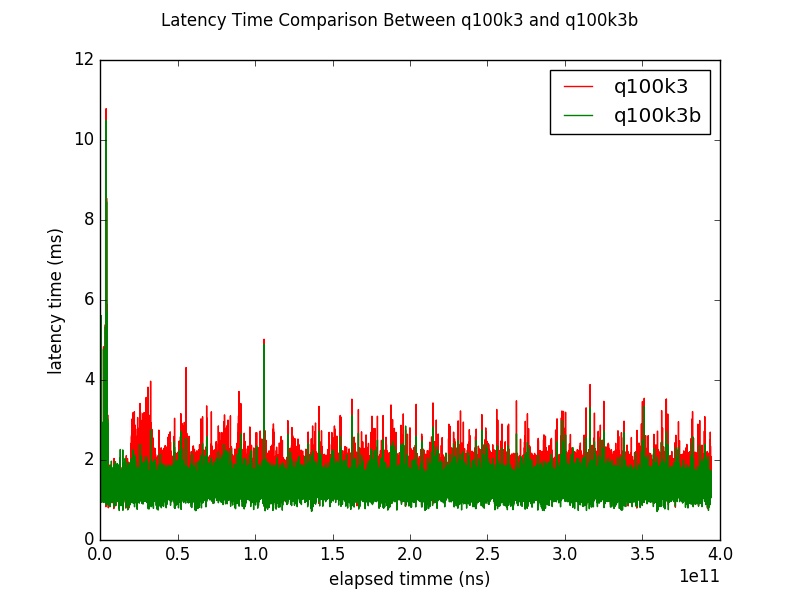 Latency Time Comparison Between q100k3 and q100k3b
12
10
8
6
4
2
0
latency time (ms)
q100k3
q100k3b
0.0 0.5 1.0 1.5 2.0 2.5 3.0 3.5 4.0
1e11
elapsed timme (ns)